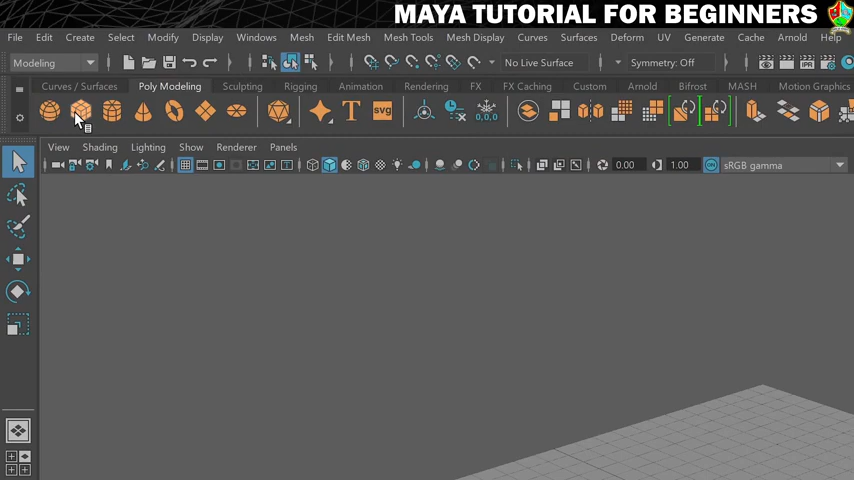 MAYA TUTORIAL FOR BEGINNERS
File Edit Create Select Modify Display Windows Mesh Edit Mesh Mesh Tools Mesh Display Curves Surfaces Deform UV Generate Cache Arnold Help
Modeling No Live Surface Symmetry: Off
Curves / Surfaces Poly Modeling Sculpting Rigging Animation Rendering FX FX Caching Custom Arnold Bifrost MASH Motion Graphics
T svg 0,0,0
View Shading Lighting Show Renderer Panels
0.00 1.00 ON sRGB gamma